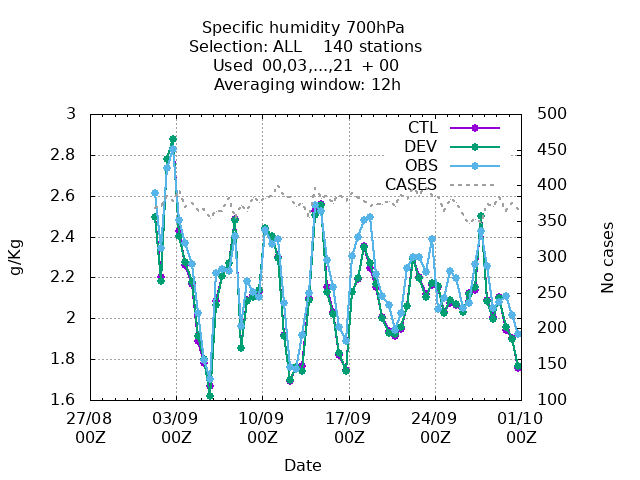 Specific humidity 700hPa
Selection: ALL    140 stations
Used  00,03,...,21  + 00
Averaging window: 12h
3
2.8
2.6
2.4
2.2
2
1.8
1.6
g/Kg
500
450
400
350
300
250
200
150
100
No cases
CTL
DEV
OBS
CASES
27/08 03/09 10/09 17/09 24/09 01/10
00Z 00Z 00Z 00Z 00Z 00Z
Date